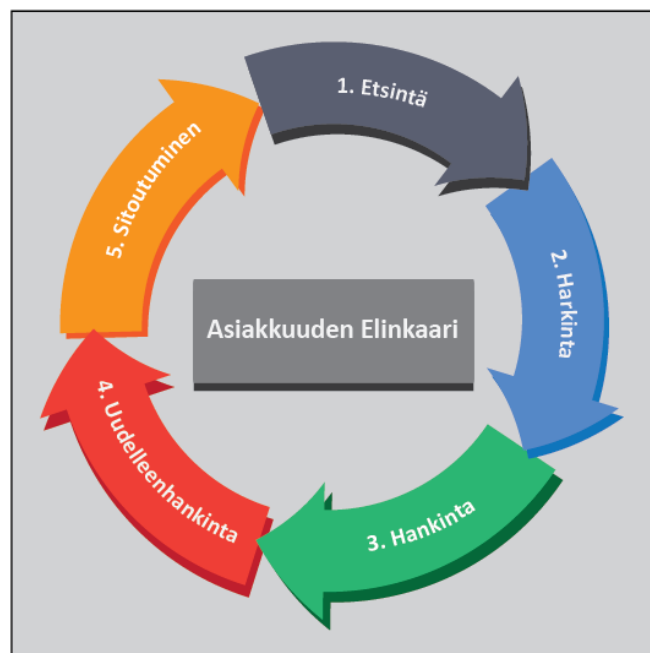 1. Etsintä
2. Harkinta
3. Hankinta
4. Uudelleenhankinta
5. Sitoutuminen
Asiakkuuden Elinkaari